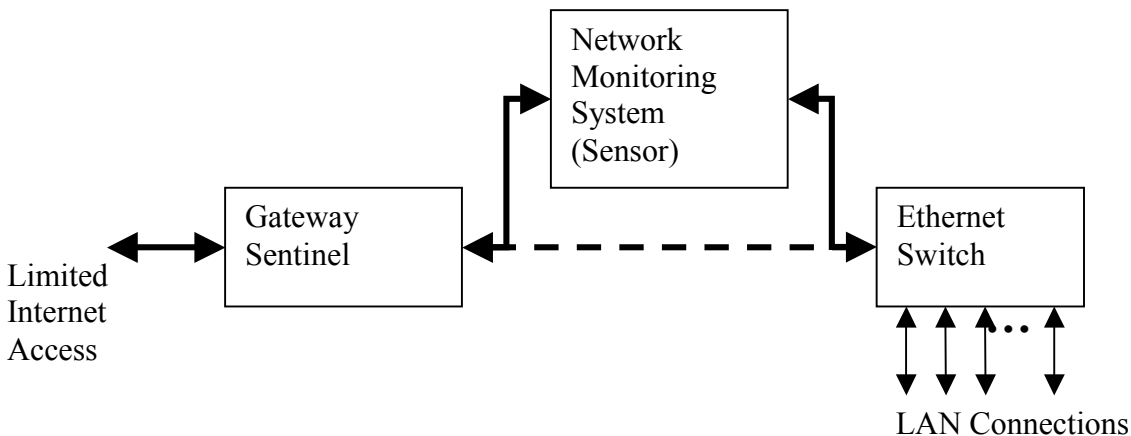 Network
Monitoring
System
(Sensor)
Gateway
Sentinel
Ethernet
Switch
Limited
Internet
Access
...
LAN Connections